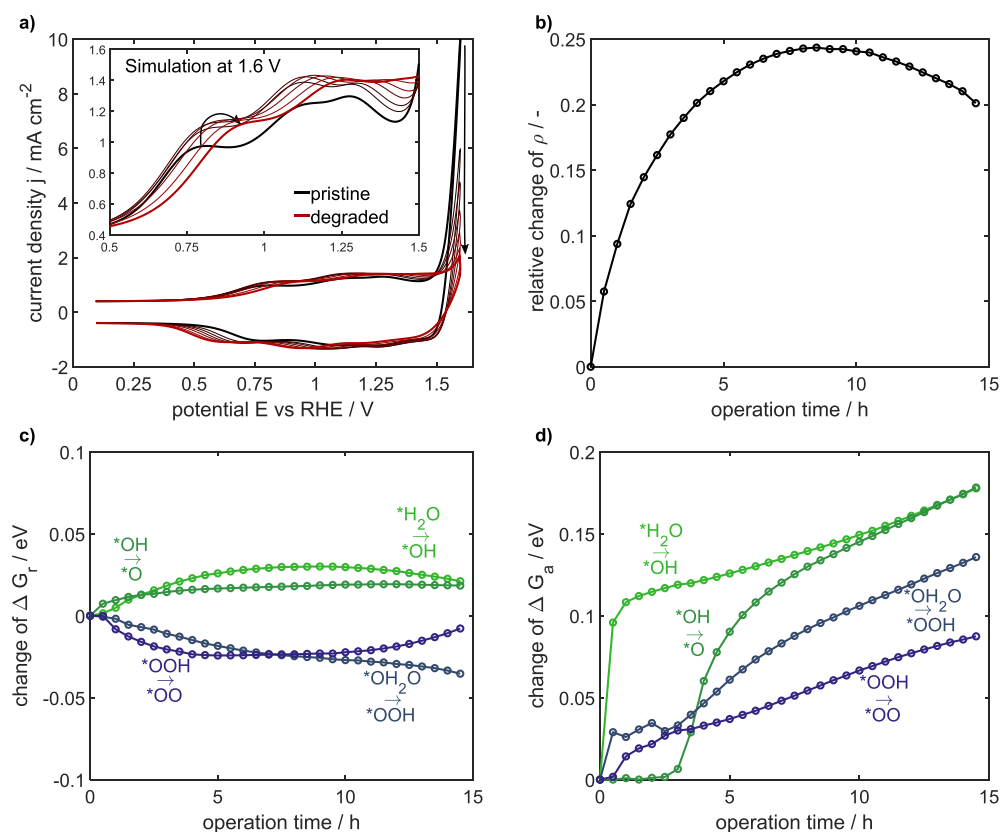 a)
current density j / mA cm⁻²
10
8
6
4
2
0
-2
0
0.25
0.5
0.75
1
1.25
1.5
potential E vs RHE / V
Simulation at 1.6 V
1.6
1.4
1.2
1.0
0.8
0.6
0.4
0.5
0.75
1
1.25
1.5
pristine
degraded
b)
relative change of ρ / -
0.25
0.2
0.15
0.1
0.05
0
0
5
10
15
operation time / h
c)
change of Δ Gᵣ / eV
0.1
0.05
0
-0.05
-0.1
*OH
→
*O
*H₂O
→
*OH
*OOH
→
*OO
*OH₂O
→
*OOH
0
5
10
15
operation time / h
d)
change of Δ Gₐ / eV
0.2
0.15
0.1
0.05
0
*H₂O
→
*OH
*OH
→
*O
*OH₂O
→
*OOH
*OOH
→
*OO
0
5
10
15
operation time / h